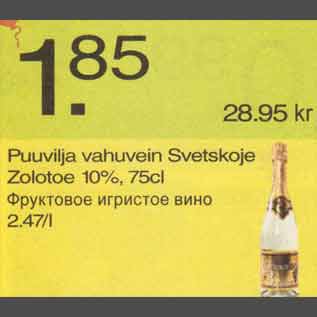 1.85
28.95 kr
Puuvilja vahuvein Svetskoje
Zolotoe 10%, 75cl
Фруктовое игристое вино
2.47/l